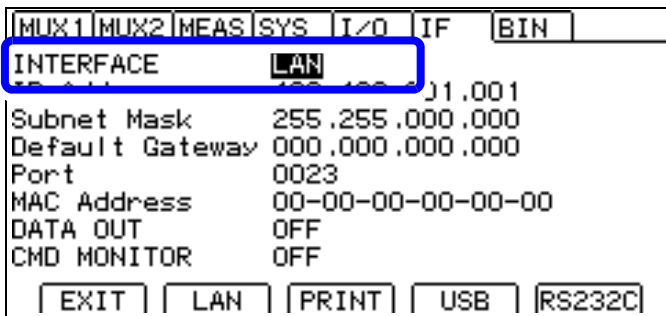 MUX1 MUX2 MEAS SYS I/O IF BIN
INTERFACE LAN
.001
Subnet Mask 255.255.000.000
Default Gateway 000.000.000.000
Port 0023
MAC Address 00-00-00-00-00-00
DATA OUT OFF
CMD MONITOR OFF
EXIT LAN PRINT USB RS232C